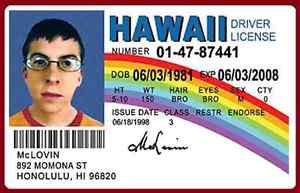 HAWAII DRIVER
LICENSE
NUMBER 01-47-87441
DOB 06/03/1981 EXP 06/03/2008
HT WT HAIR EYES SEX CTY
5-10 150 BRO BRO M 0
ISSUE DATE CLASS RESTR ENDORSE
06/18/1998 3
McLovin
McLOVIN
892 MOMONA ST
HONOLULU, HI 96820